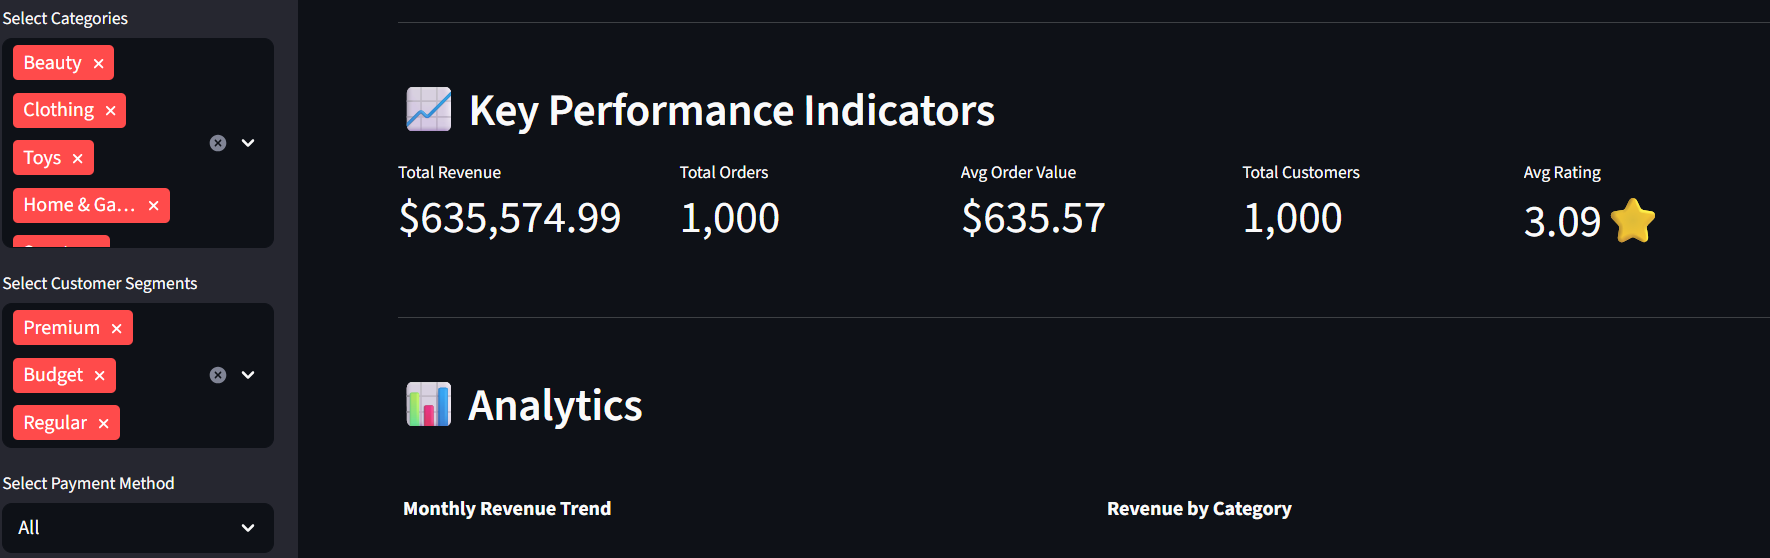 Select Categories
Beauty ×
Clothing ×
Toys ×
Home & Ga... ×
Select Customer Segments
Premium ×
Budget ×
Regular ×
Select Payment Method
All
Key Performance Indicators
Total Revenue
$635,574.99
Total Orders
1,000
Avg Order Value
$635.57
Total Customers
1,000
Avg Rating
3.09
Analytics
Monthly Revenue Trend
Revenue by Category